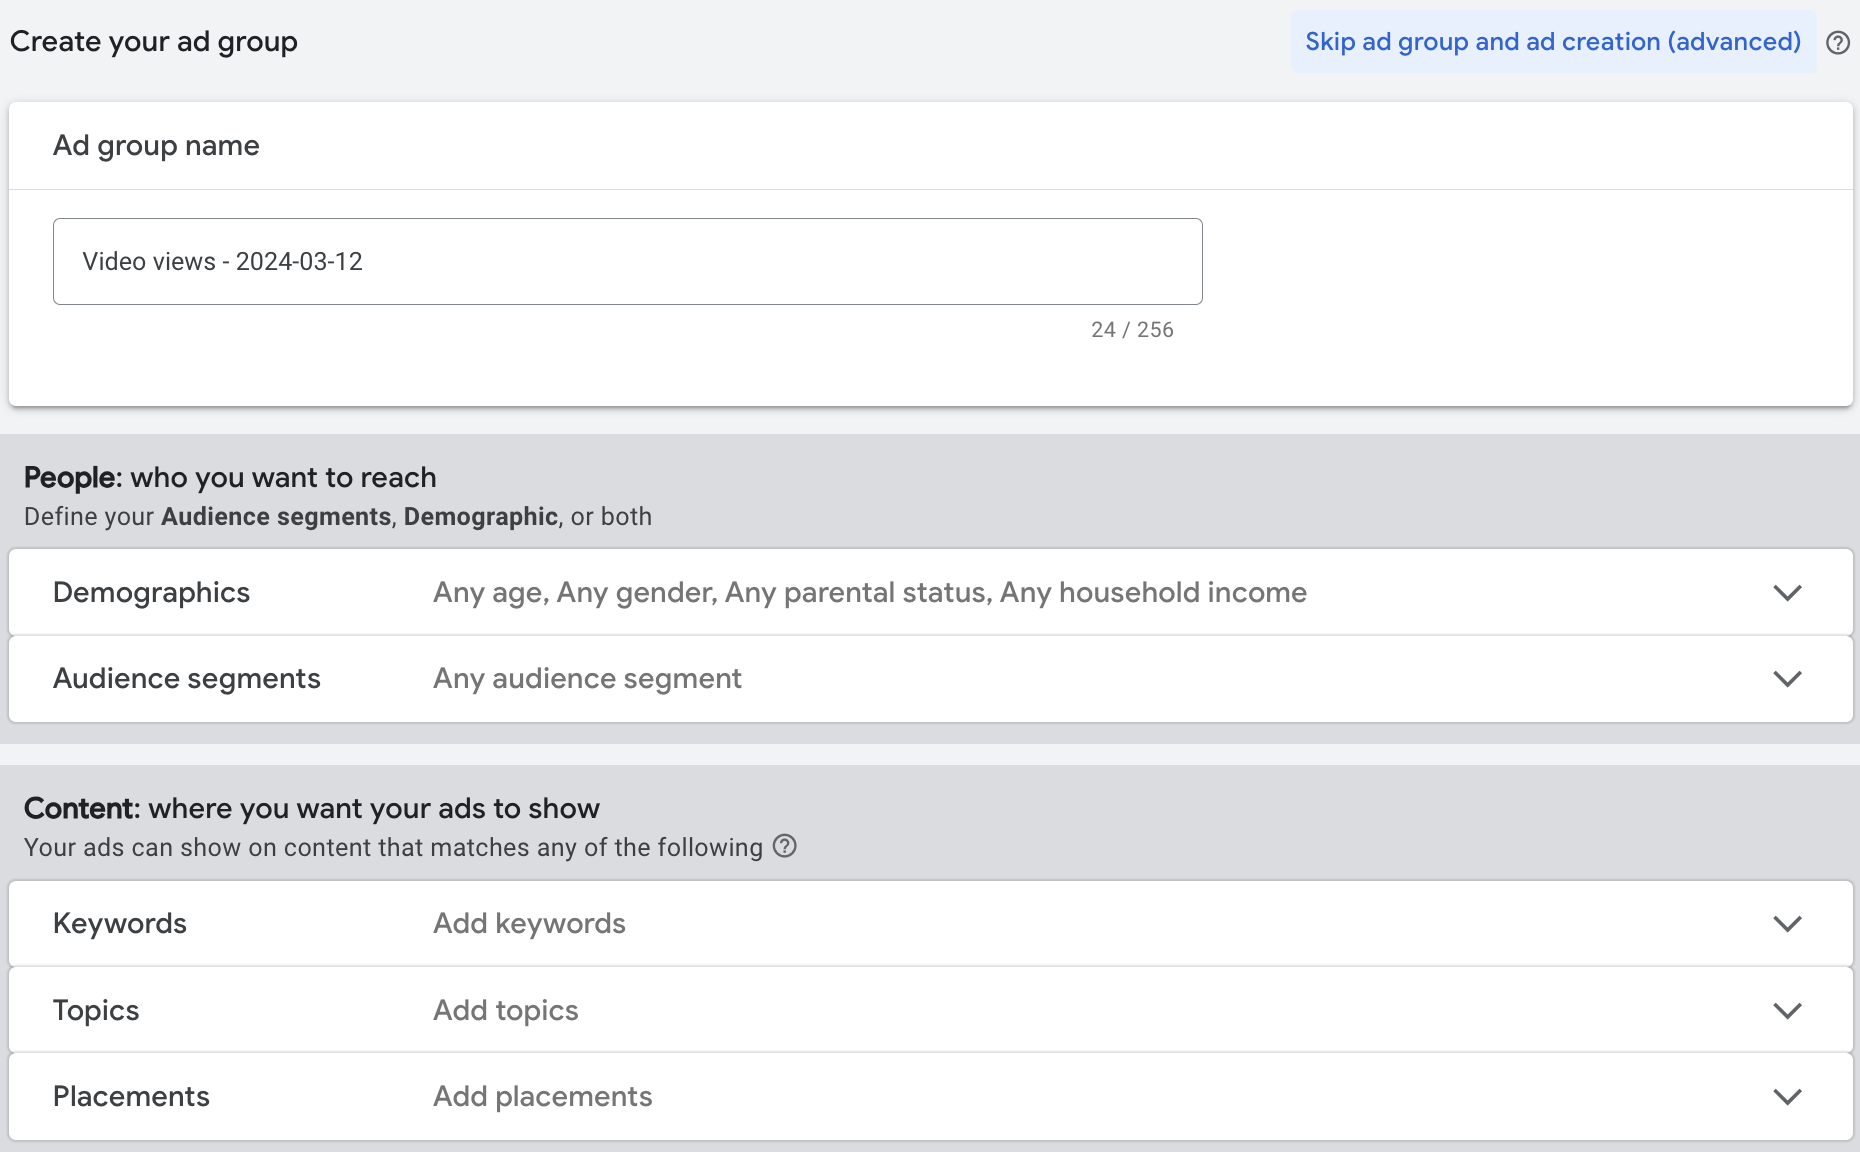 Create your ad group
Skip ad group and ad creation (advanced)
Ad group name
Video views - 2024-03-12
24 / 256
People: who you want to reach
Define your Audience segments, Demographic, or both
Demographics Any age, Any gender, Any parental status, Any household income
Audience segments Any audience segment
Content: where you want your ads to show
Your ads can show on content that matches any of the following
Keywords Add keywords
Topics Add topics
Placements Add placements